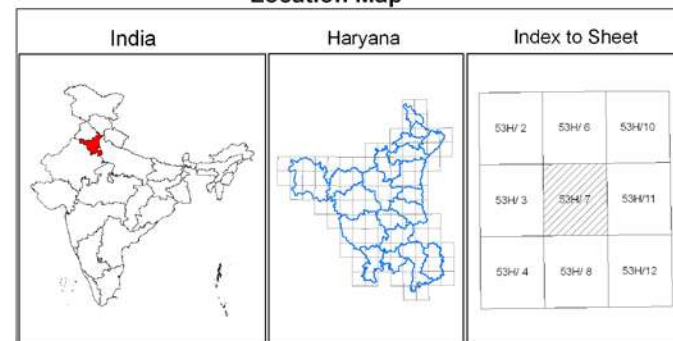 Location Map
India
Haryana
Index to Sheet
53H/ 2
53H/ 6
53H/10
53H/ 3
53H/ 7
53H/11
53H/ 4
53H/ 8
53H/12